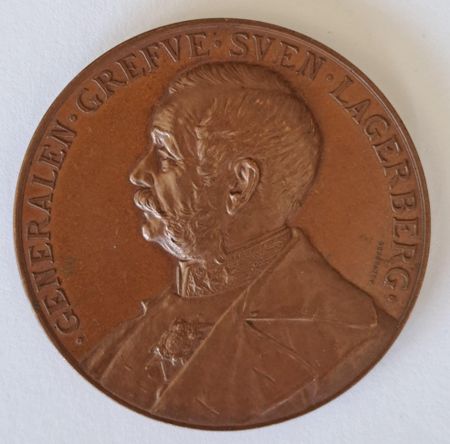 GENERALEN · GREFVE · SVEN · LAGERBERG ·